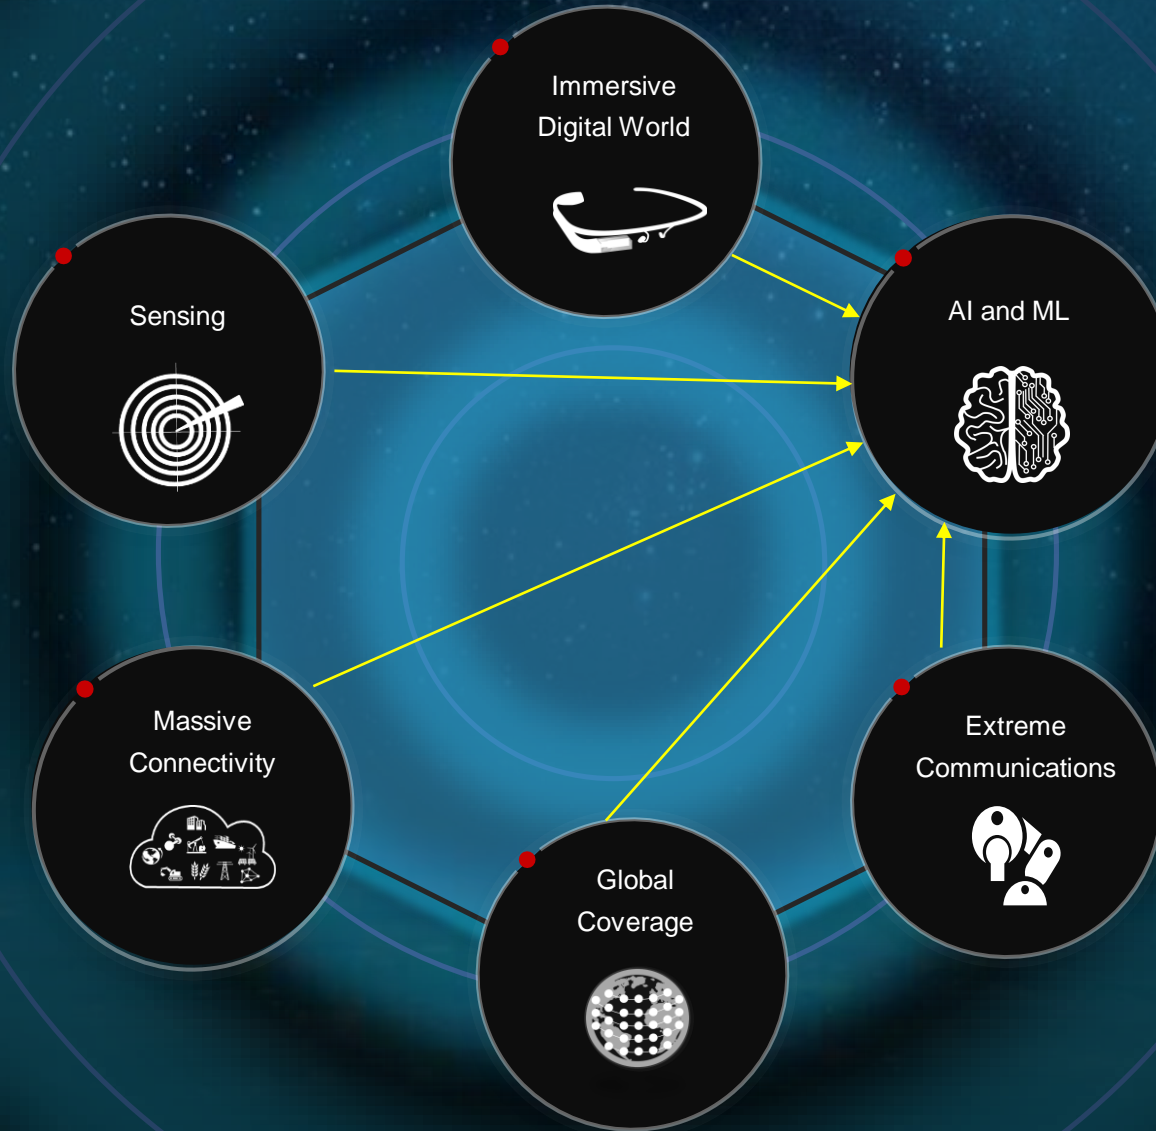 Immersive
Digital World
Sensing
AI and ML
Massive
Connectivity
Extreme
Communications
Global
Coverage